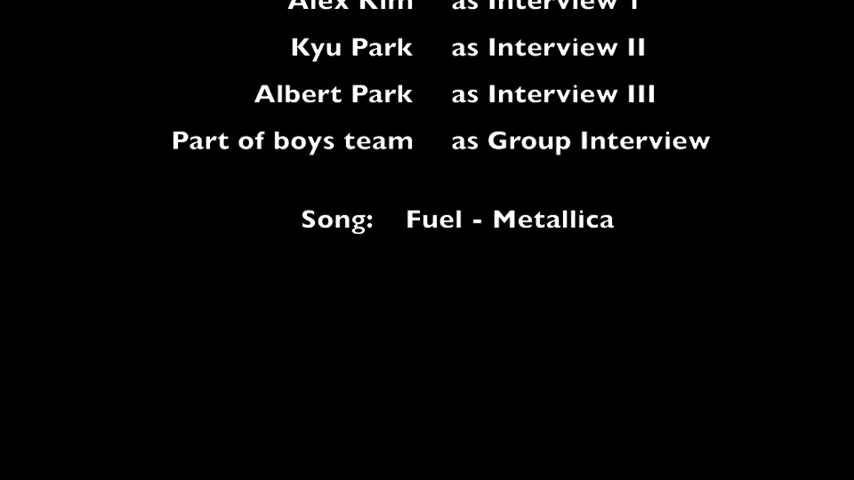 Alex Kim as Interview I
Kyu Park as Interview II
Albert Park as Interview III
Part of boys team as Group Interview
Song: Fuel - Metallica